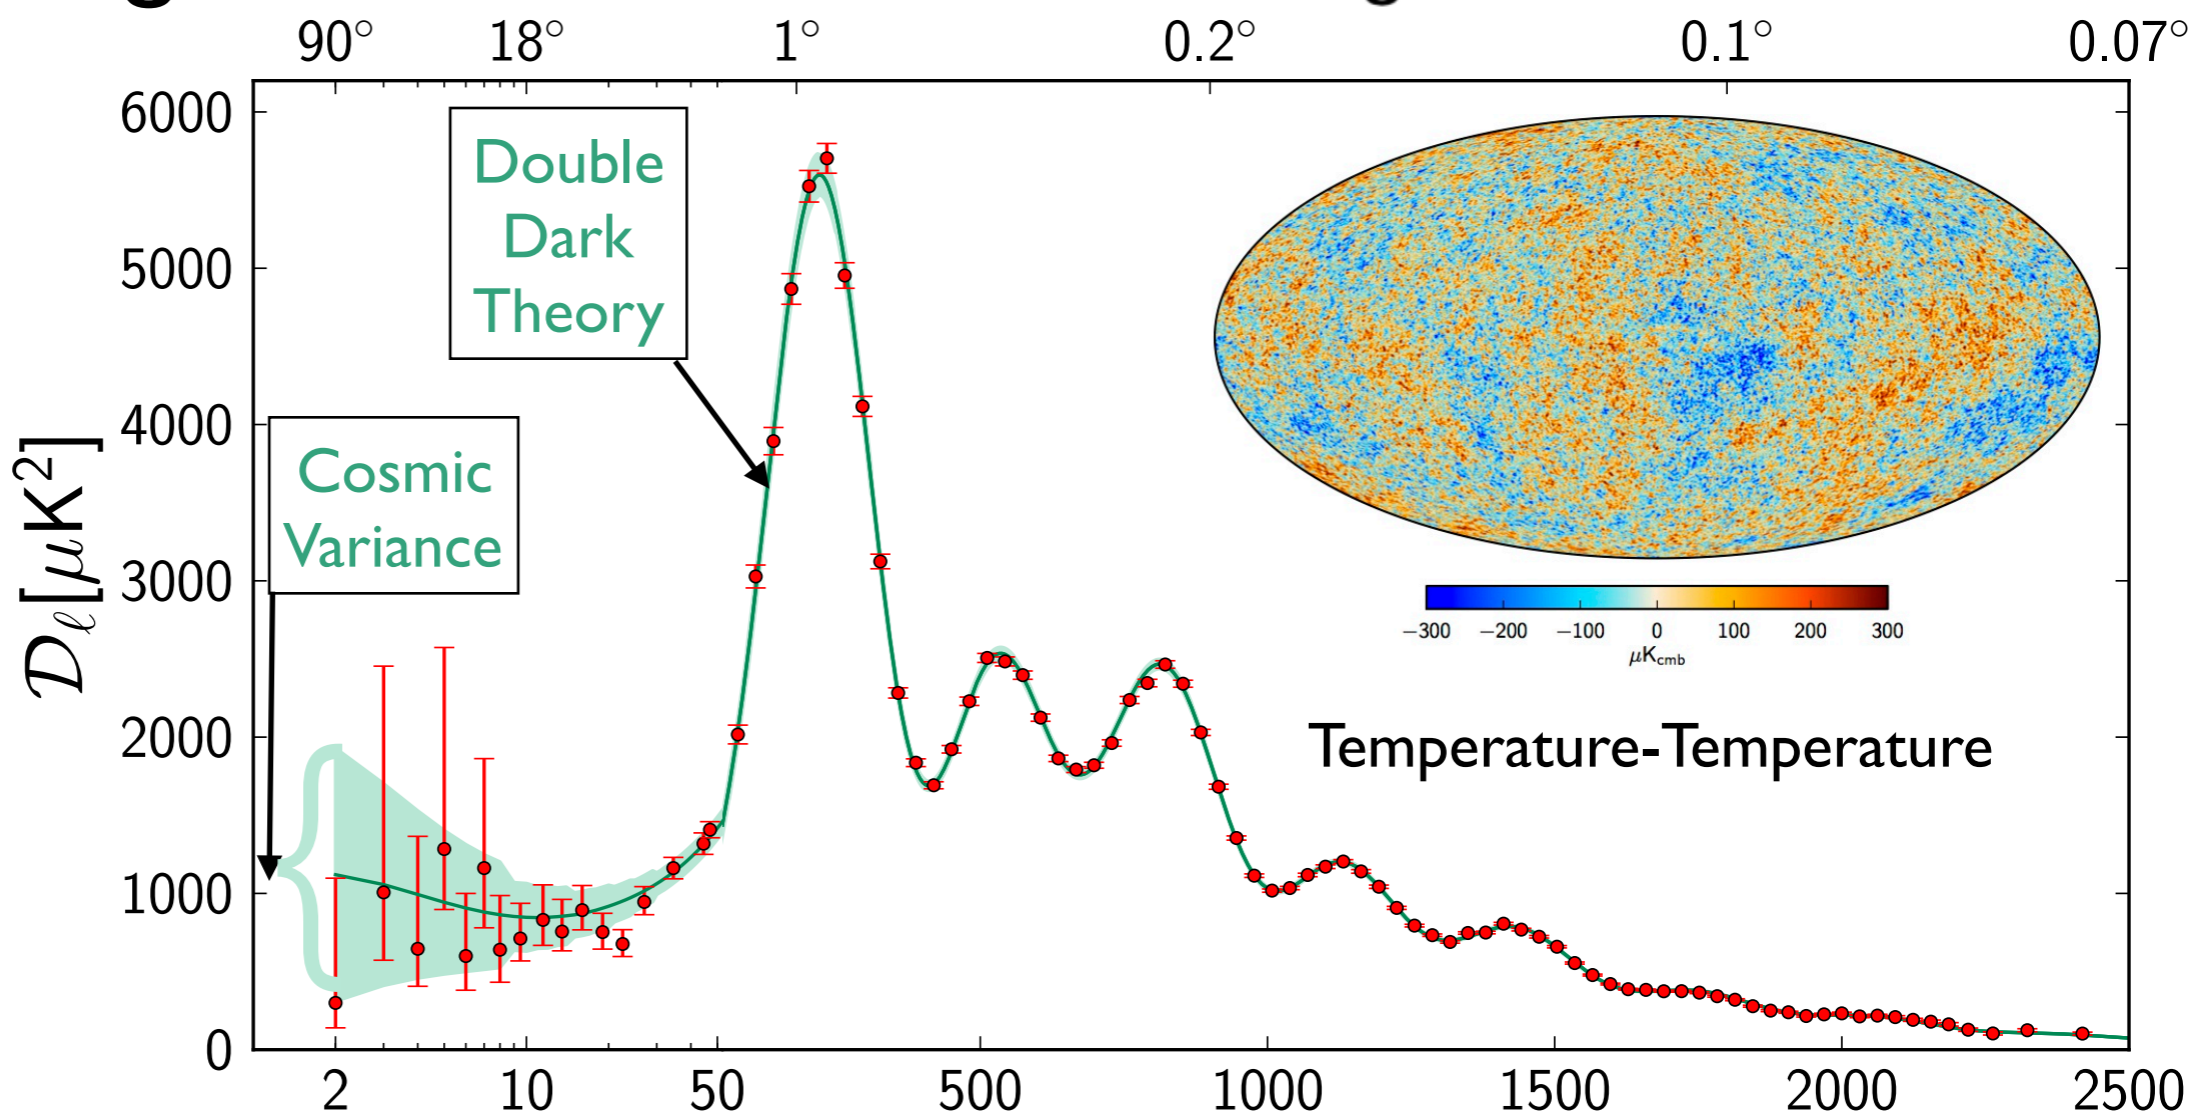 90° 18° 1° 0.2° 0.1° 0.07°
6000
5000
4000
3000
2000
1000
0
𝒟ℓ[μK²]
Double
Dark
Theory
Cosmic
Variance
−300 −200 −100 0 100 200 300
μK_cmb
Temperature-Temperature
2 10 50 500 1000 1500 2000 2500